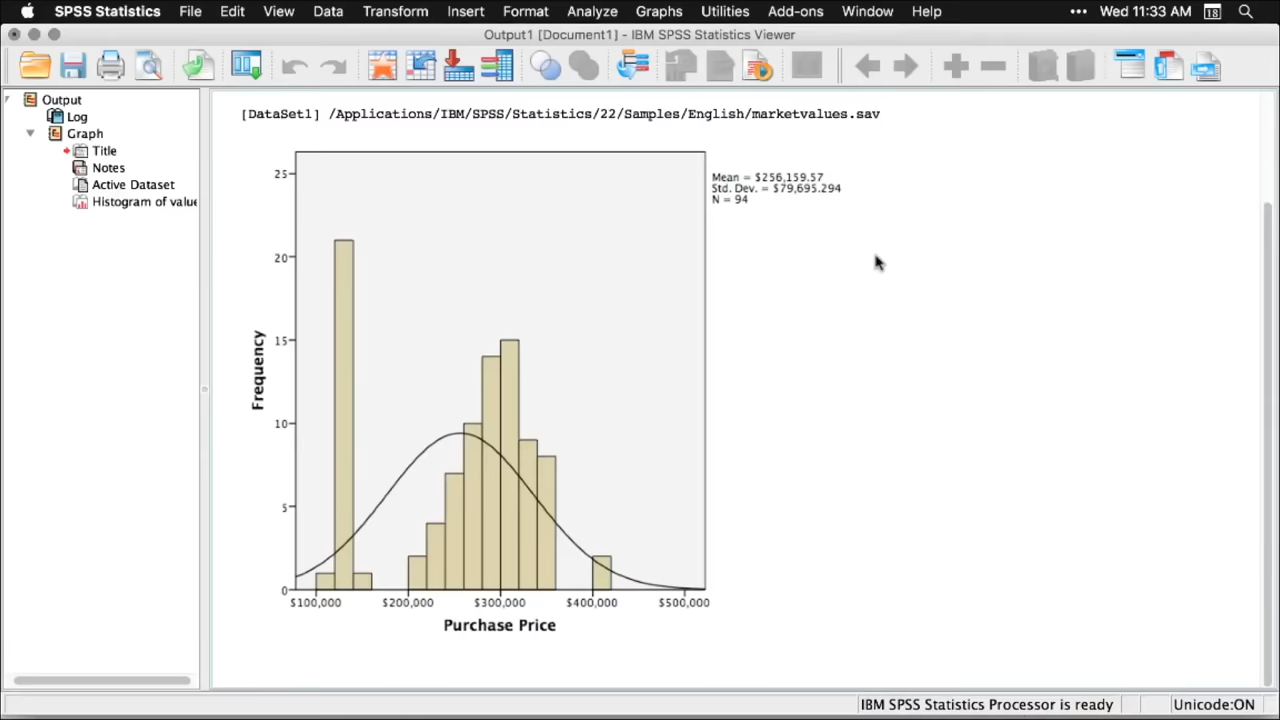 SPSS Statistics File Edit View Data Transform Insert Format Analyze Graphs Utilities Add-ons Window Help ••• Wed 11:33 AM 18
Output1 [Document1] - IBM SPSS Statistics Viewer
Output
Log
Graph
Title
Notes
Active Dataset
Histogram of value
[DataSet1] /Applications/IBM/SPSS/Statistics/22/Samples/English/marketvalues.sav
Mean = $256,159.57
Std. Dev. = $79,695.294
N = 94
Frequency
25
20
15
10
5
0
$100,000 $200,000 $300,000 $400,000 $500,000
Purchase Price
IBM SPSS Statistics Processor is ready Unicode:ON